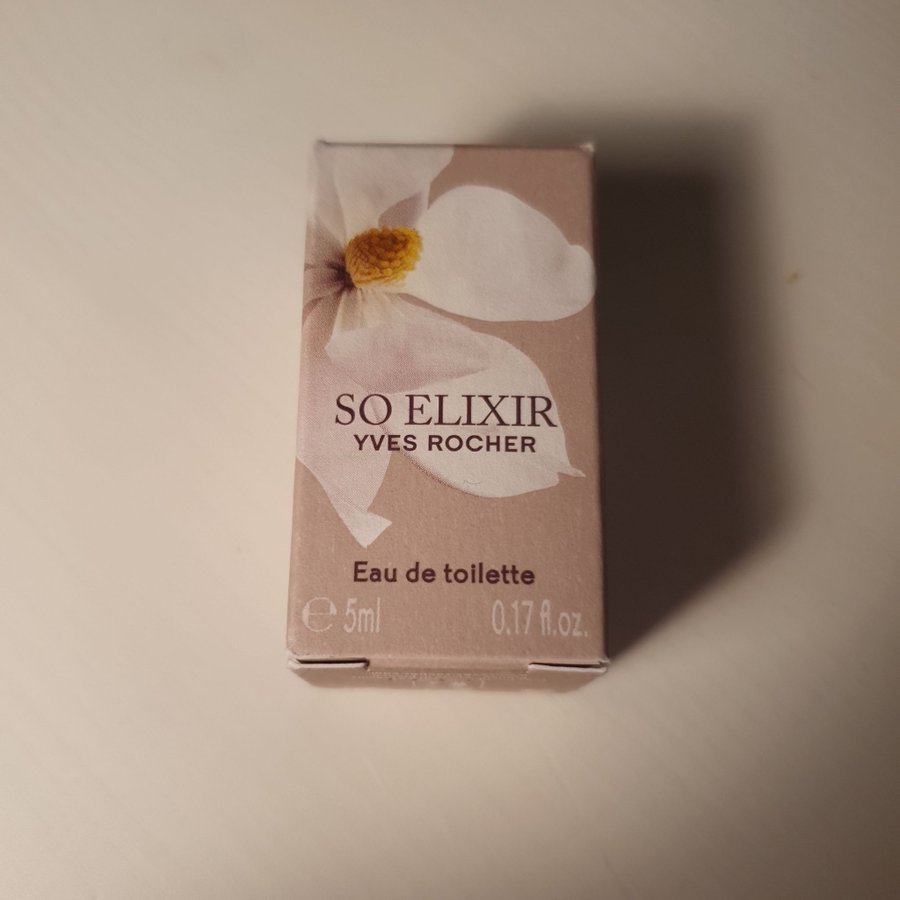 SO ELIXIR
YVES ROCHER
Eau de toilette
℮ 5ml 0.17 fl.oz.